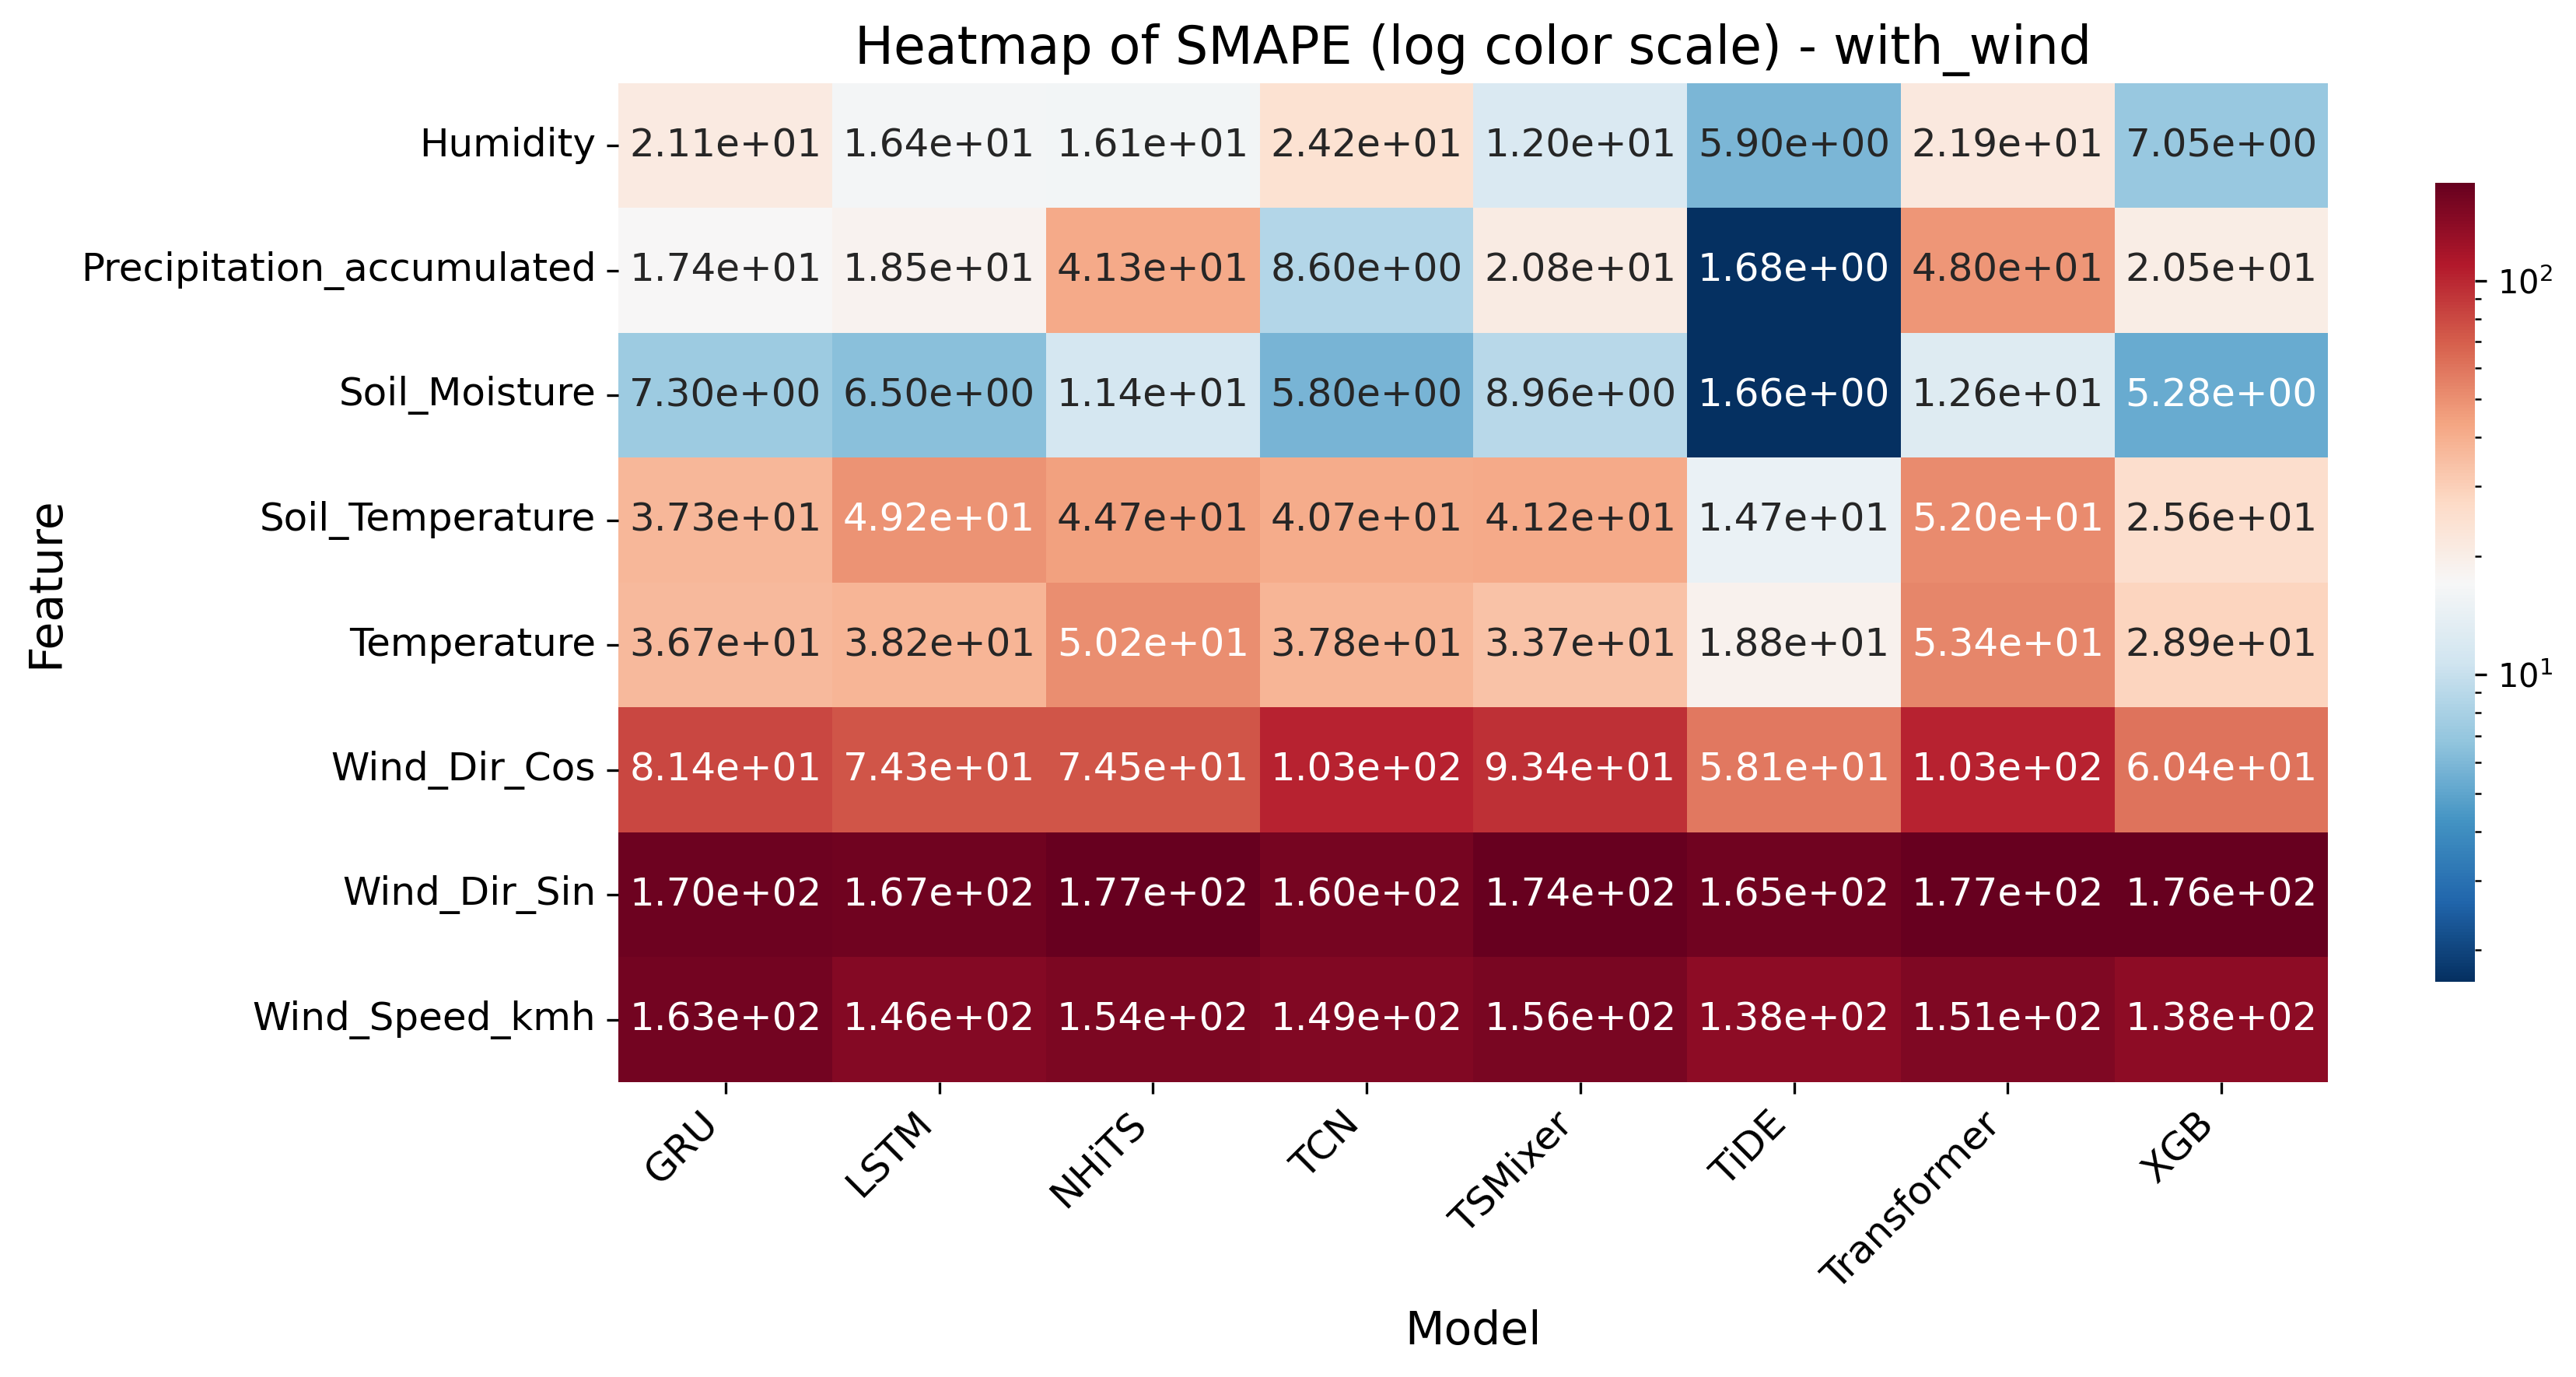 Heatmap of SMAPE (log color scale) - with_wind
Feature
Humidity 2.11e+01 1.64e+01 1.61e+01 2.42e+01 1.20e+01 5.90e+00 2.19e+01 7.05e+00
Precipitation_accumulated 1.74e+01 1.85e+01 4.13e+01 8.60e+00 2.08e+01 1.68e+00 4.80e+01 2.05e+01
Soil_Moisture 7.30e+00 6.50e+00 1.14e+01 5.80e+00 8.96e+00 1.66e+00 1.26e+01 5.28e+00
Soil_Temperature 3.73e+01 4.92e+01 4.47e+01 4.07e+01 4.12e+01 1.47e+01 5.20e+01 2.56e+01
Temperature 3.67e+01 3.82e+01 5.02e+01 3.78e+01 3.37e+01 1.88e+01 5.34e+01 2.89e+01
Wind_Dir_Cos 8.14e+01 7.43e+01 7.45e+01 1.03e+02 9.34e+01 5.81e+01 1.03e+02 6.04e+01
Wind_Dir_Sin 1.70e+02 1.67e+02 1.77e+02 1.60e+02 1.74e+02 1.65e+02 1.77e+02 1.76e+02
Wind_Speed_kmh 1.63e+02 1.46e+02 1.54e+02 1.49e+02 1.56e+02 1.38e+02 1.51e+02 1.38e+02
GRU LSTM NHiTS TCN TSMixer TiDE Transformer XGB
Model
10²
10¹